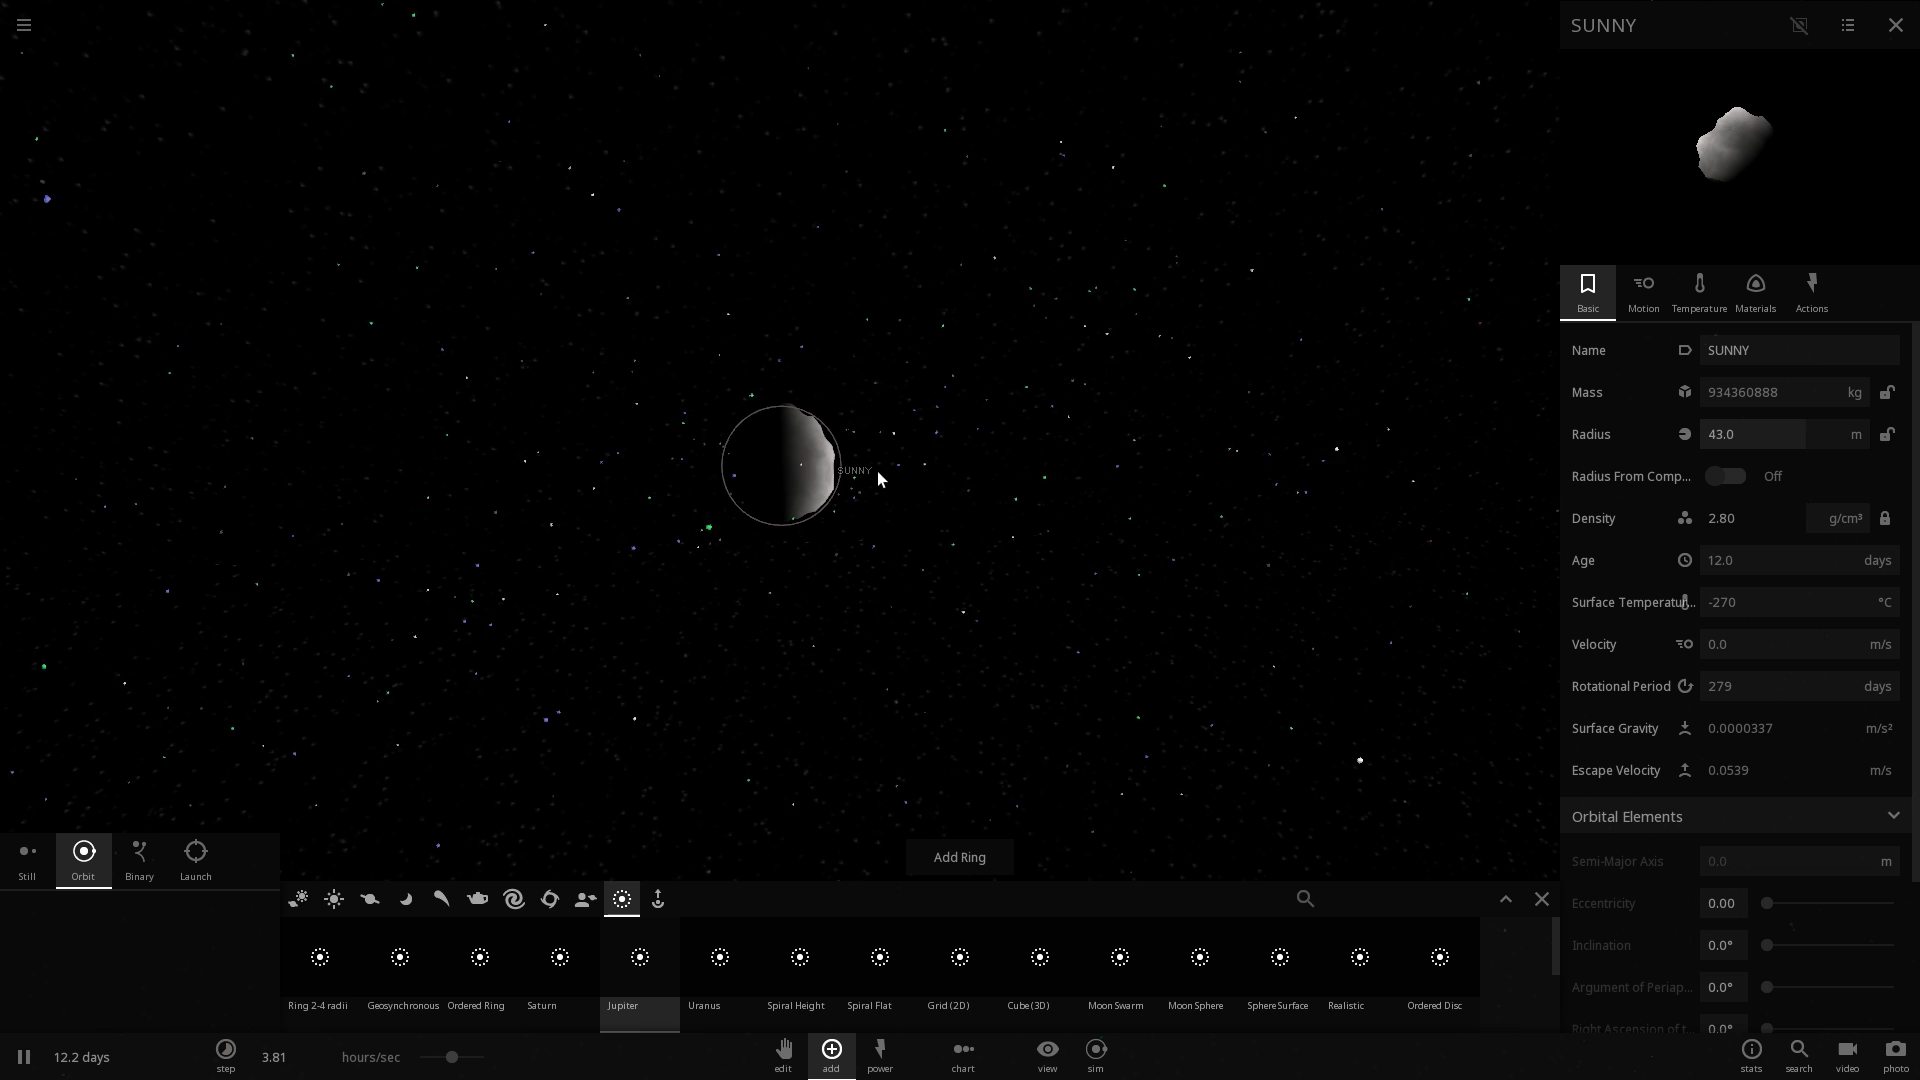 SUNNY
Basic
Motion
Temperature
Materials
Actions
Name SUNNY
Mass 934360888 kg
Radius 43.0 m
Radius From Comp... Off
Density 2.80 g/cm³
Age 12.0 days
Surface Temperatur... -270 °C
Velocity 0.0 m/s
Rotational Period 279 days
Surface Gravity 0.0000337 m/s²
Escape Velocity 0.0539 m/s
Orbital Elements
Semi-Major Axis 0.0 m
Eccentricity 0.00
Inclination 0.0°
Argument of Periap... 0.0°
Right Ascension of t... 0.0°
SUNNY
Add Ring
Still
Orbit
Binary
Launch
Ring 2-4 radii
Geosynchronous
Ordered Ring
Saturn
Jupiter
Uranus
Spiral Height
Spiral Flat
Grid (2D)
Cube (3D)
Moon Swarm
Moon Sphere
Sphere Surface
Realistic
Ordered Disc
12.2 days
step
3.81 hours/sec
edit
add
power
chart
view
sim
stats
search
video
photo